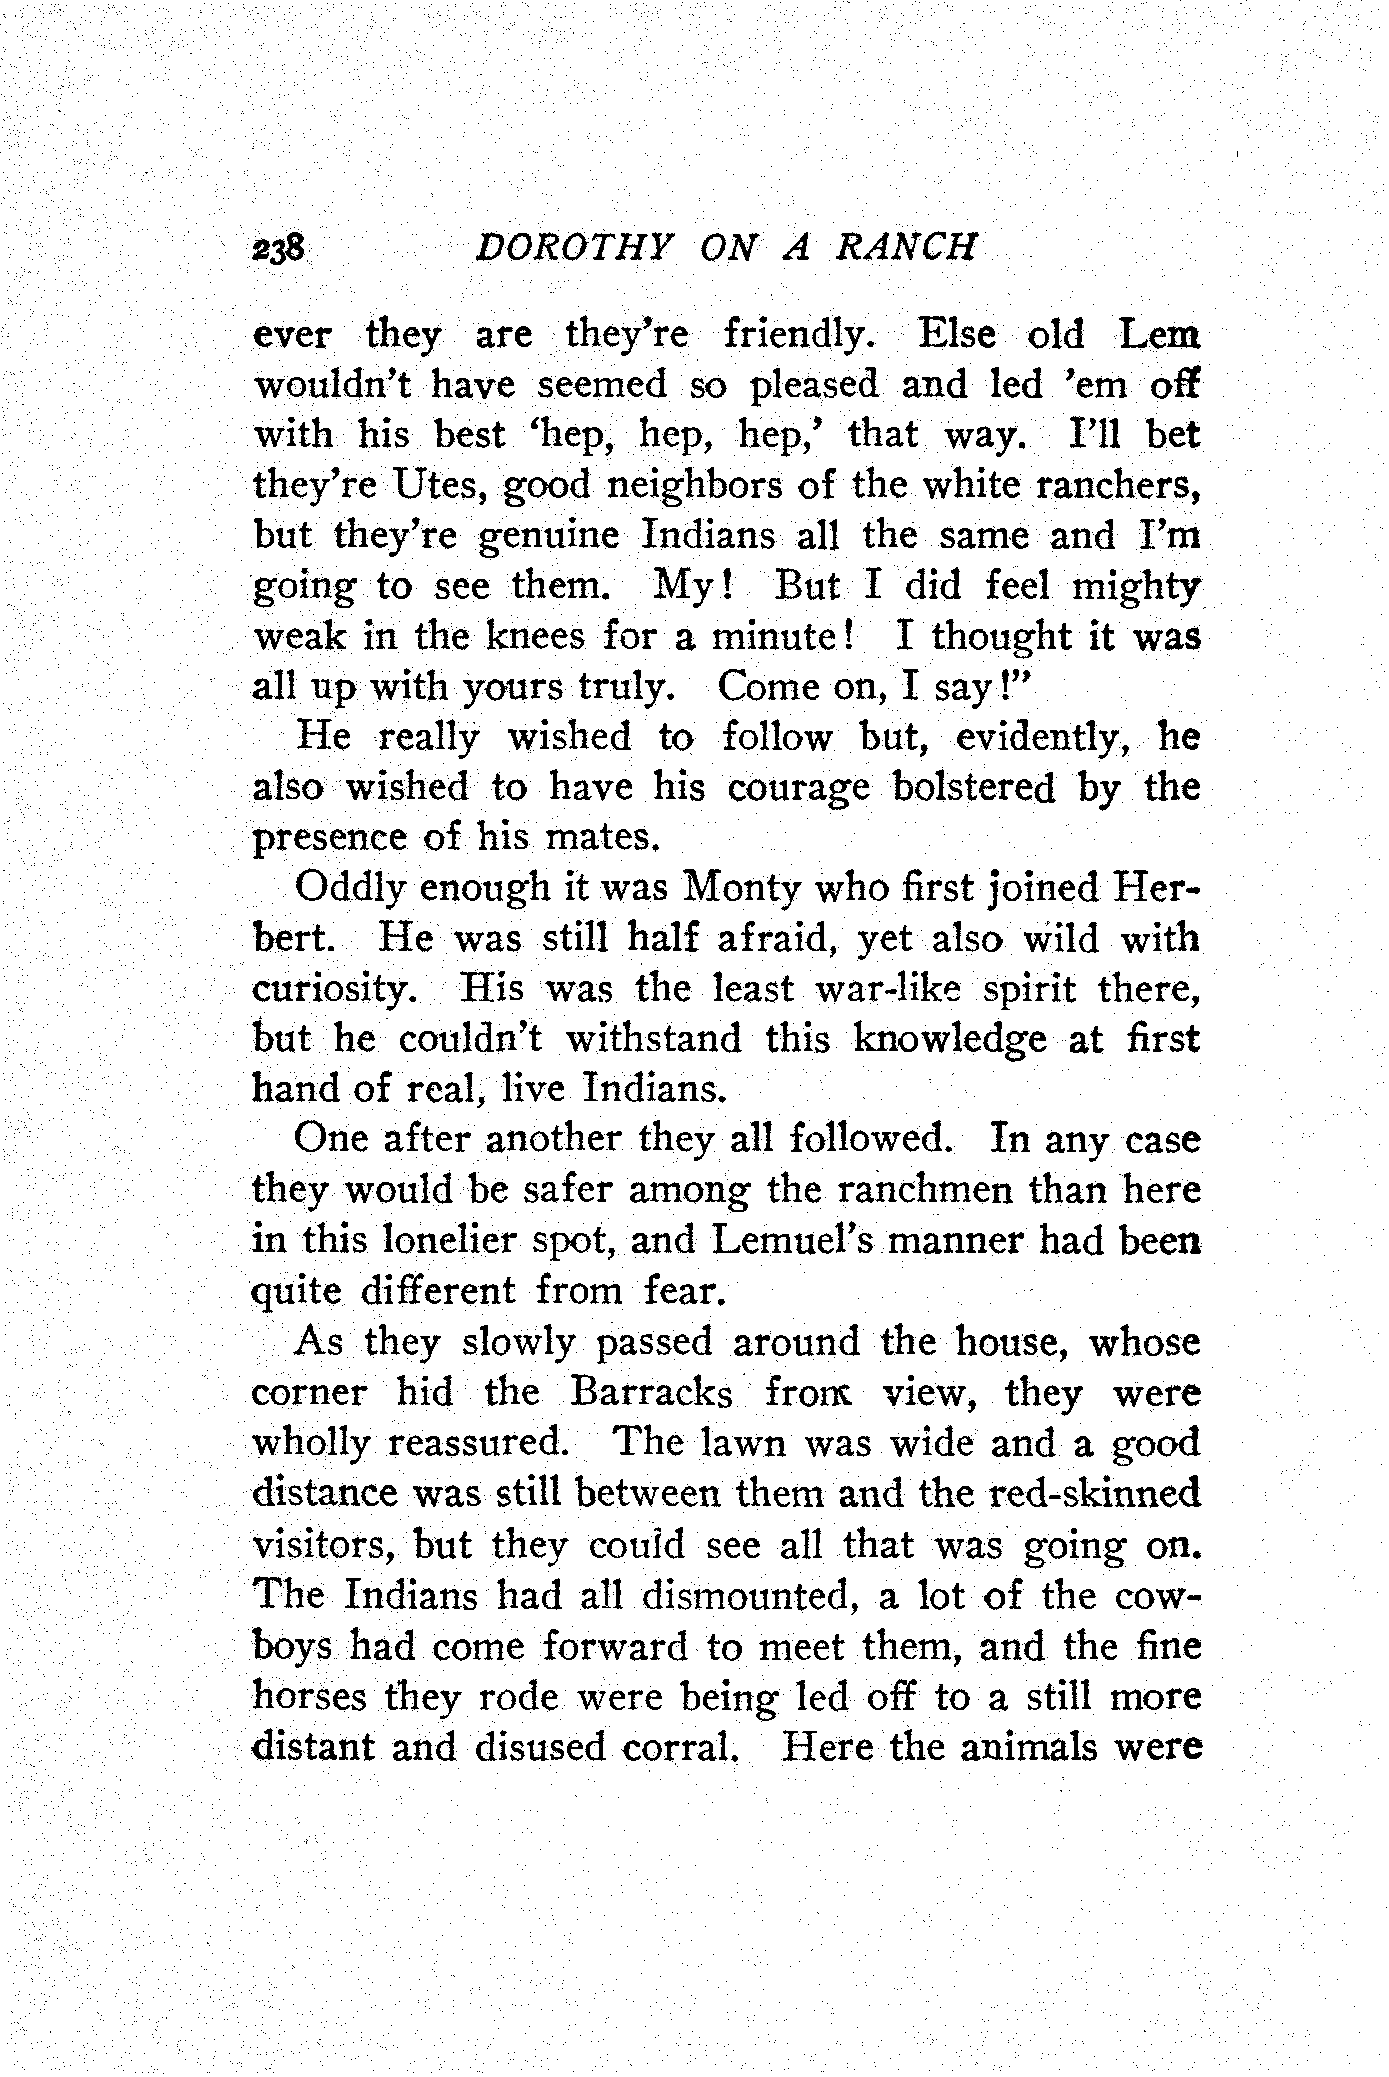 238 DOROTHY ON A RANCH
ever they are they're friendly. Else old Lem
wouldn't have seemed so pleased and led 'em off
with his best 'hep, hep, hep,' that way. I'll bet
they're Utes, good neighbors of the white ranchers,
but they're genuine Indians all the same and I'm
going to see them. My! But I did feel mighty
weak in the knees for a minute! I thought it was
all up with yours truly. Come on, I say!"
He really wished to follow but, evidently, he
also wished to have his courage bolstered by the
presence of his mates.
Oddly enough it was Monty who first joined Her-
bert. He was still half afraid, yet also wild with
curiosity. His was the least war-like spirit there,
but he couldn't withstand this knowledge at first
hand of real, live Indians.
One after another they all followed. In any case
they would be safer among the ranchmen than here
in this lonelier spot, and Lemuel's manner had been
quite different from fear.
As they slowly passed around the house, whose
corner hid the Barracks from view, they were
wholly reassured. The lawn was wide and a good
distance was still between them and the red-skinned
visitors, but they could see all that was going on.
The Indians had all dismounted, a lot of the cow-
boys had come forward to meet them, and the fine
horses they rode were being led off to a still more
distant and disused corral. Here the animals were